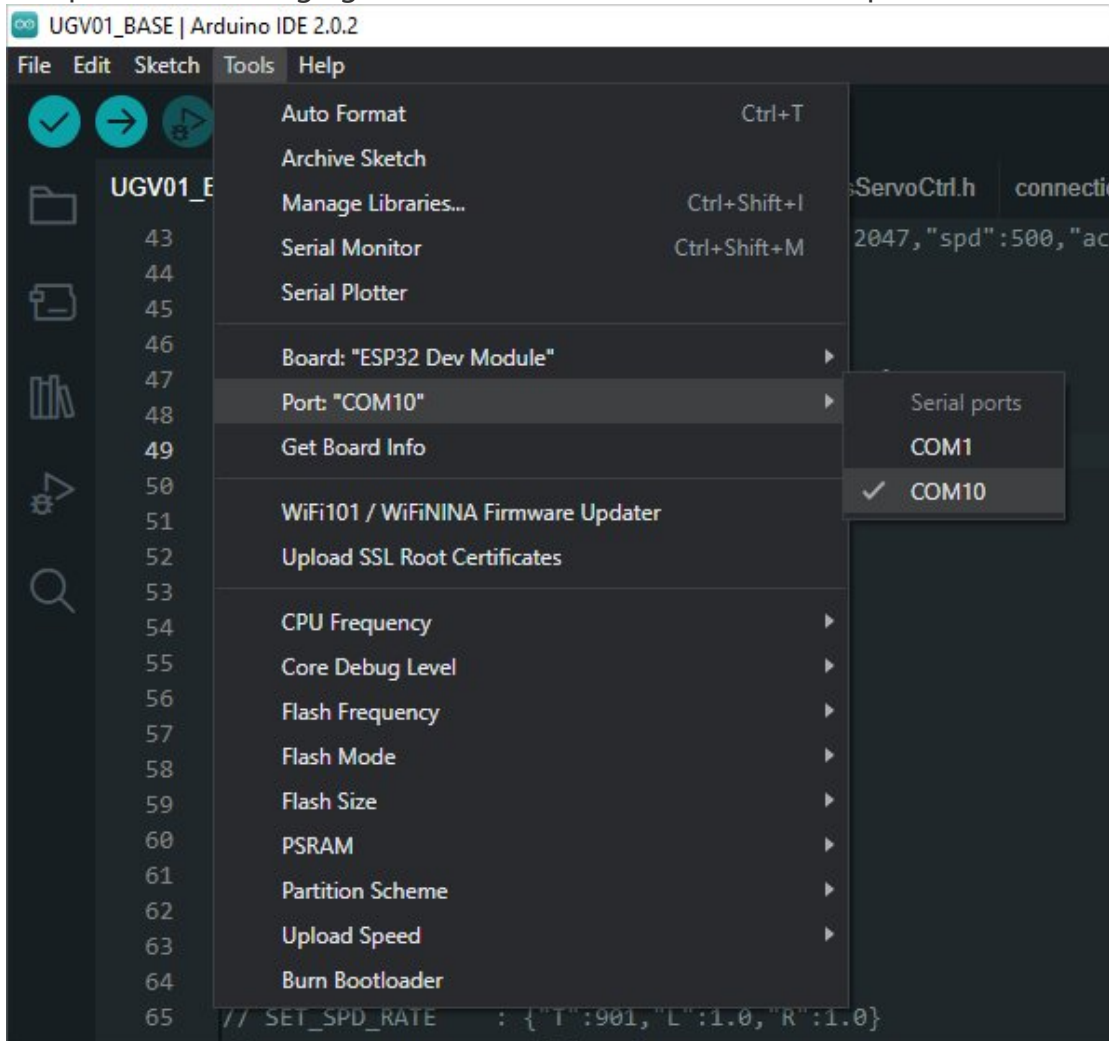 UGV01_BASE | Arduino IDE 2.0.2
File Edit Sketch Tools Help
Auto Format Ctrl+T
Archive Sketch
UGV01_B
Manage Libraries... Ctrl+Shift+I
sServoCtrl.h connecti
43 Serial Monitor Ctrl+Shift+M 2047,"spd":500,"ac
44
45 Serial Plotter
46 Board: "ESP32 Dev Module"
47 Port: "COM10" Serial ports
48
49 Get Board Info COM1
50 COM10
51 WiFi101 / WiFiNINA Firmware Updater
52 Upload SSL Root Certificates
53
54 CPU Frequency
55 Core Debug Level
56 Flash Frequency
57
58 Flash Mode
59 Flash Size
60 PSRAM
61 Partition Scheme
62
63 Upload Speed
64 Burn Bootloader
65 // SET_SPD_RATE : {"T":901,"L":1.0,"R":1.0}